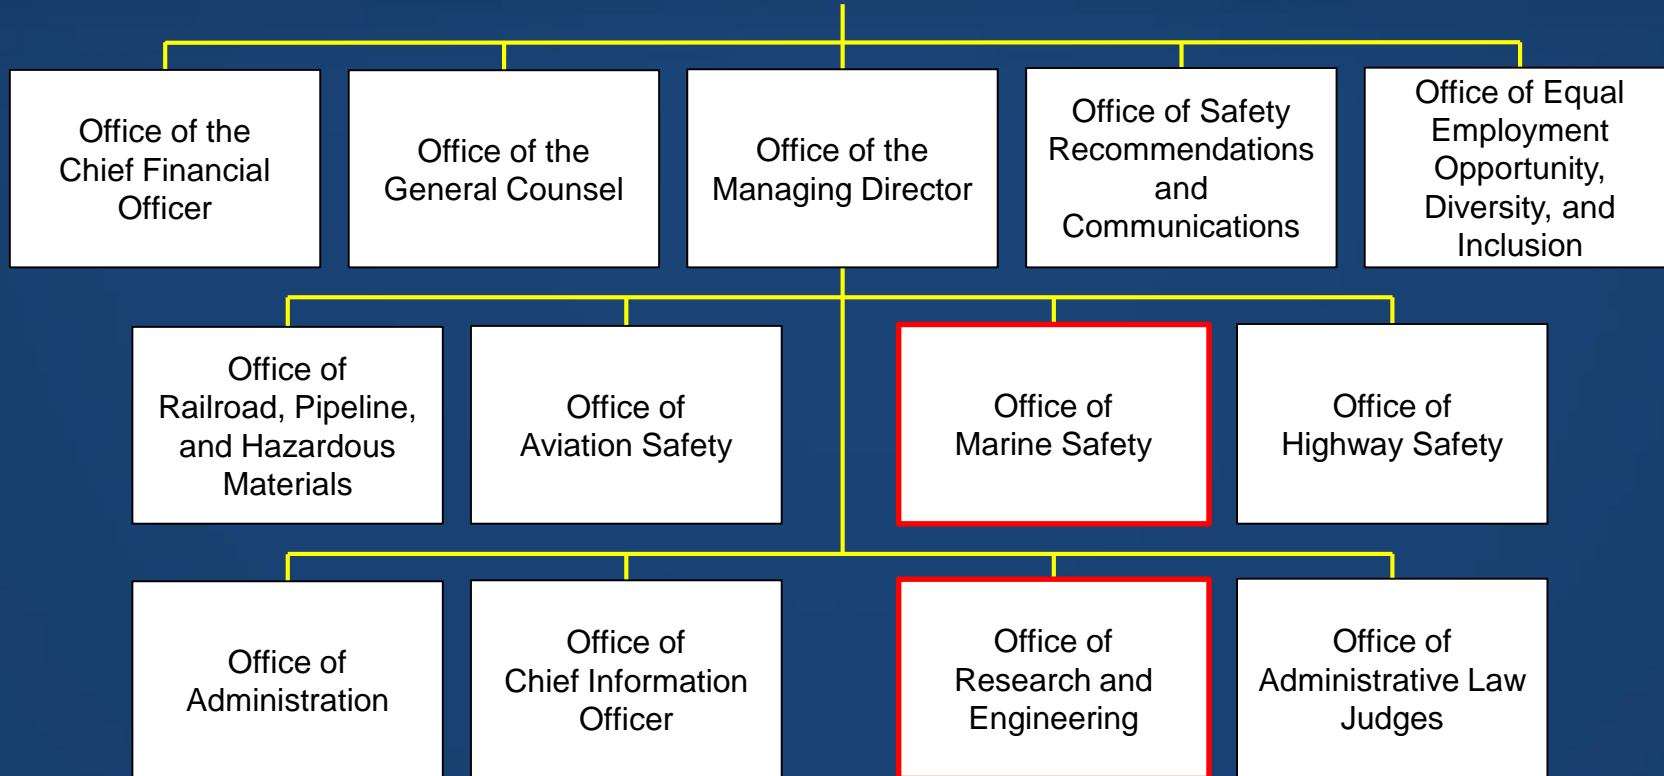 Office of the
Chief Financial
Officer
Office of the
General Counsel
Office of the
Managing Director
Office of Safety
Recommendations
and
Communications
Office of Equal
Employment
Opportunity,
Diversity, and
Inclusion
Office of
Railroad, Pipeline,
and Hazardous
Materials
Office of
Aviation Safety
Office of
Marine Safety
Office of
Highway Safety
Office of
Administration
Office of
Chief Information
Officer
Office of
Research and
Engineering
Office of
Administrative Law
Judges